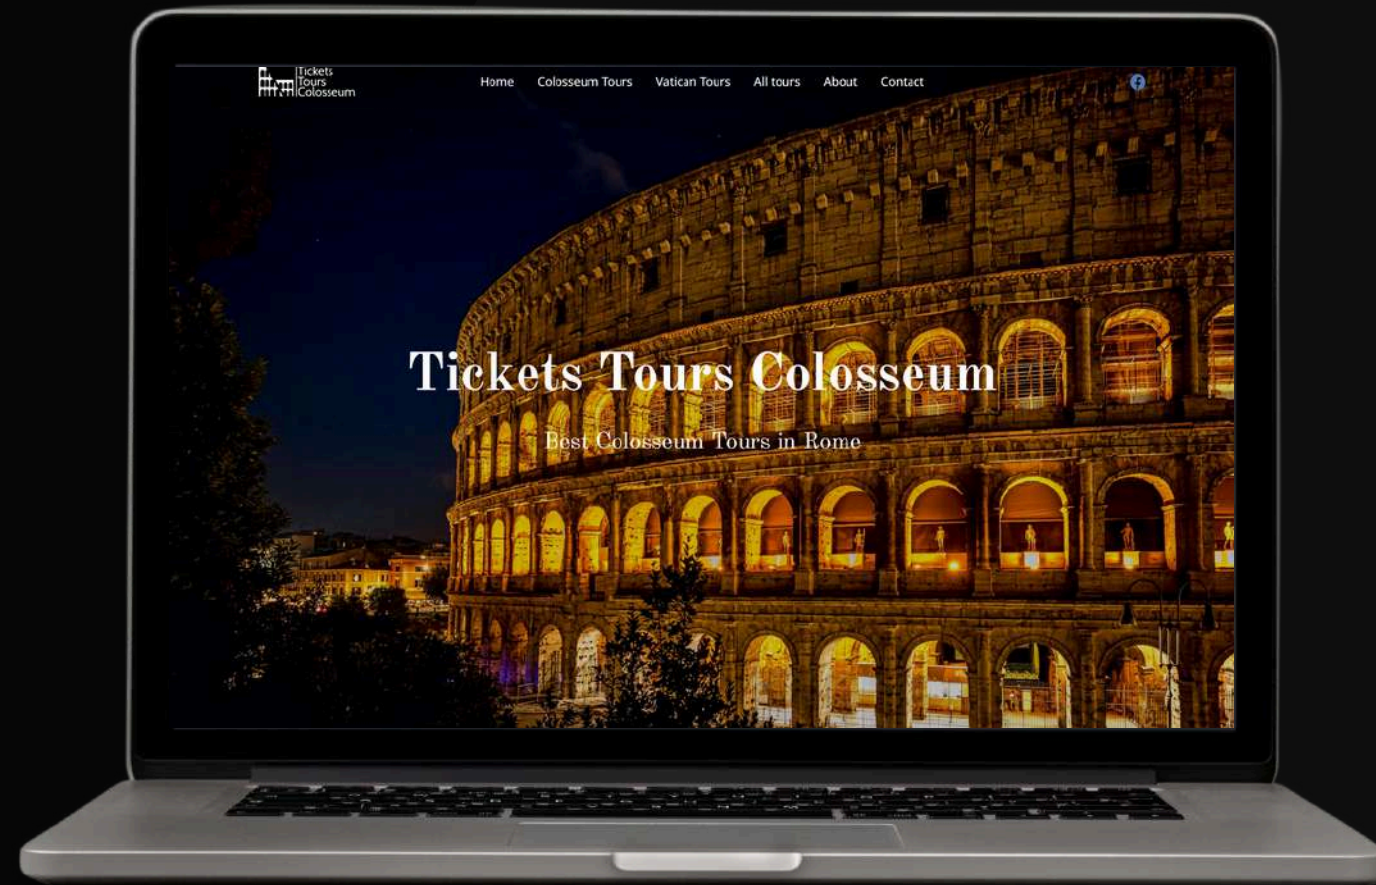 Tickets
Tours
Colosseum
Home Colosseum Tours Vatican Tours All tours About Contact
Tickets Tours Colosseum
Best Colosseum Tours in Rome